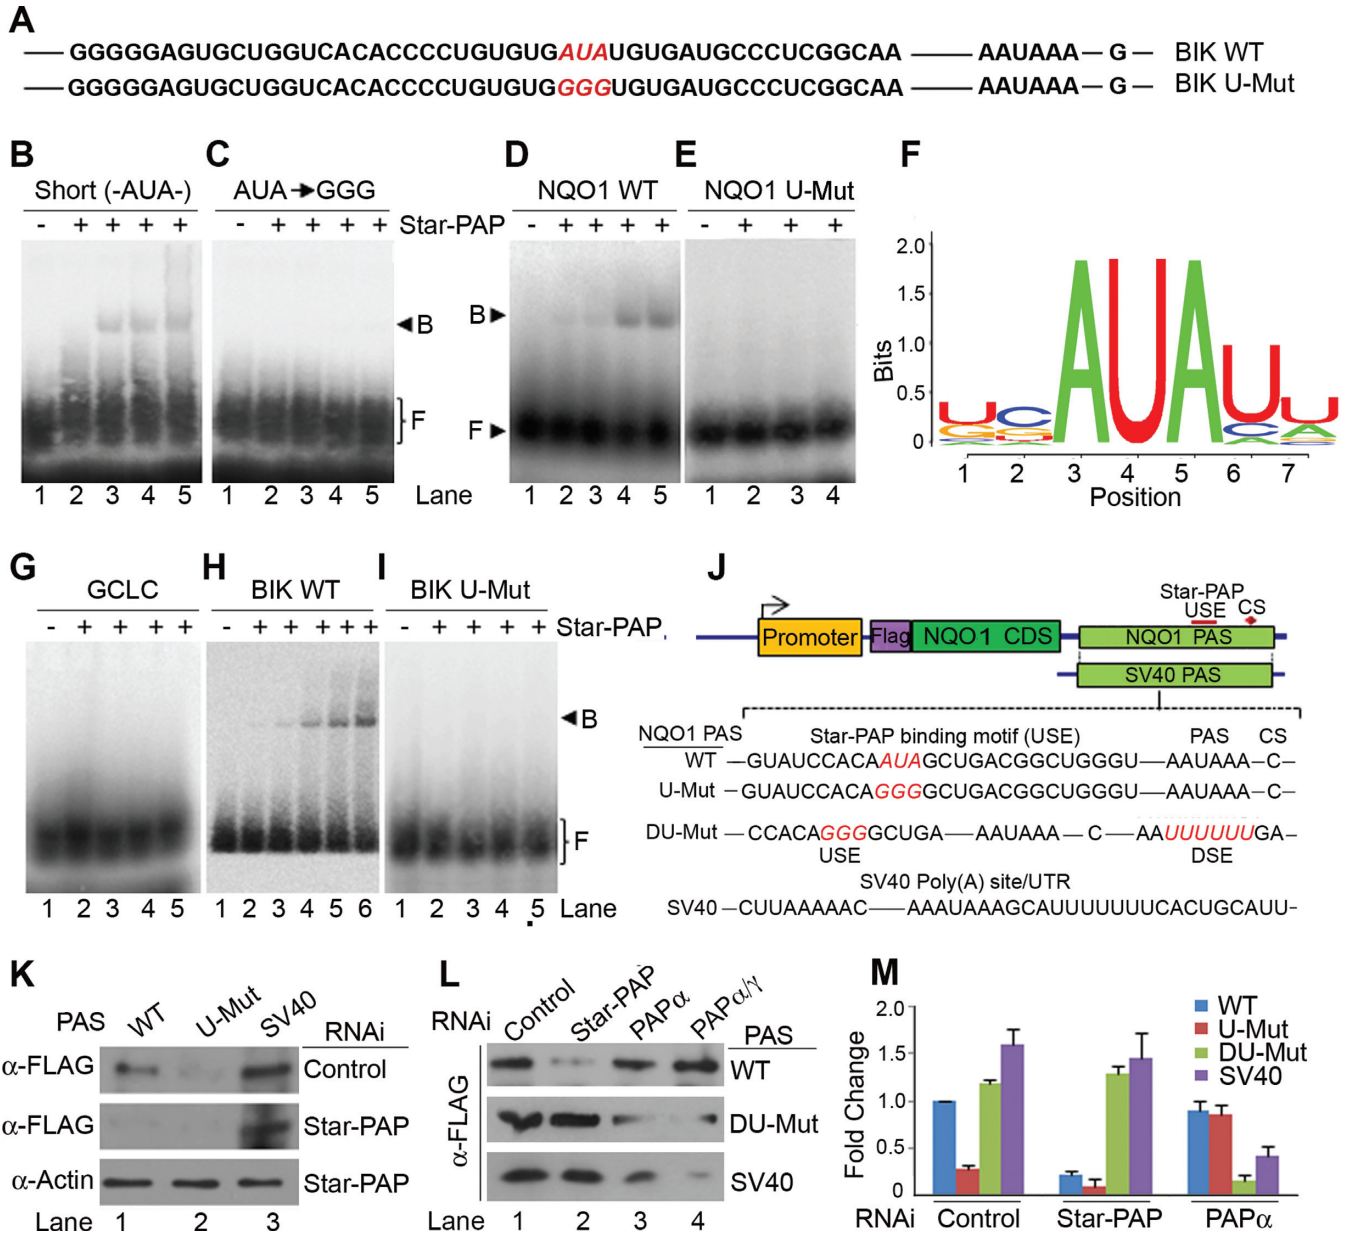 A
GGGGGAGUGCUGGUCACACCCCUGUGUGAUAUGUGAUGCCCUCGGCAA AAUAAA G BIK WT
GGGGGAGUGCUGGUCACACCCCUGUGUGGGGUGUGAUGCCCUCGGCAA AAUAAA G BIK U-Mut
B C D E F
Short (-AUA-) AUA GGG NQO1 WT NQO1 U-Mut
- + + + + - + + + + Star-PAP - + + + + - + + +
B B
F F
1 2 3 4 5 1 2 3 4 5 Lane 1 2 3 4 5 1 2 3 4
2.0
1.5
1.0
0.5
0
Bits
U C A U A U U
G G C A
U A
1 2 3 4 5 6 7
Position
G H I J
GCLC BIK WT BIK U-Mut
- + + + + - + + + + + - + + + + Star-PAP
B
F
1 2 3 4 5 1 2 3 4 5 6 1 2 3 4 5 Lane
Star-PAP
USE CS
Promoter Flag NQO1 CDS NQO1 PAS
SV40 PAS
NQO1 PAS Star-PAP binding motif (USE) PAS CS
WT –GUAUCCACAAUAGCUGACGGCUGGGU—AAUAAA–C–
U-Mut –GUAUCCACAGGGGCUGACGGCUGGGU—AAUAAA–C–
DU-Mut —CCACAGGGGCUGA—AAUAAA — C — AAUUUUUUGA–
USE DSE
SV40 Poly(A) site/UTR
SV40 –CUUAAAAAC—AAAUAAAGCAUUUUUUUCACUGCAUU–
K L M
PAS WT U-Mut SV40 RNAi
α-FLAG Control
α-FLAG Star-PAP
α-Actin Star-PAP
Lane 1 2 3
RNAi Control Star-PAP PAPα PAPα/γ PAS
α-FLAG
WT
DU-Mut
SV40
Lane 1 2 3 4
Fold Change
2.0
1.5
1.0
0.5
0
WT
U-Mut
DU-Mut
SV40
RNAi Control Star-PAP PAPα